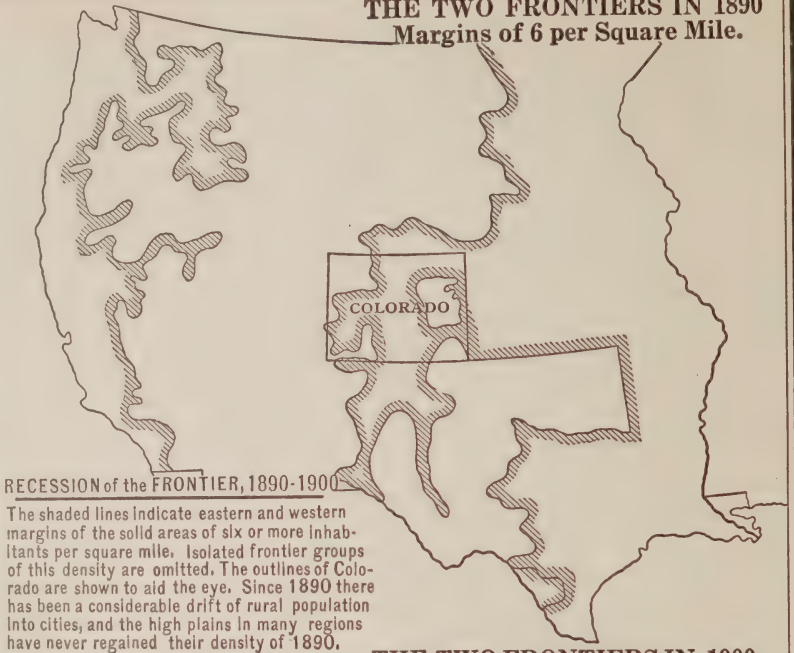 THE TWO FRONTIERS IN 1890
Margins of 6 per Square Mile.
COLORADO
RECESSION of the FRONTIER, 1890-1900
The shaded lines indicate eastern and western
margins of the solid areas of six or more inhab-
itants per square mile. Isolated frontier groups
of this density are omitted. The outlines of Colo-
rado are shown to aid the eye. Since 1890 there
has been a considerable drift of rural population
into cities, and the high plains in many regions
have never regained their density of 1890.
THE TWO FRONTIERS IN 1900